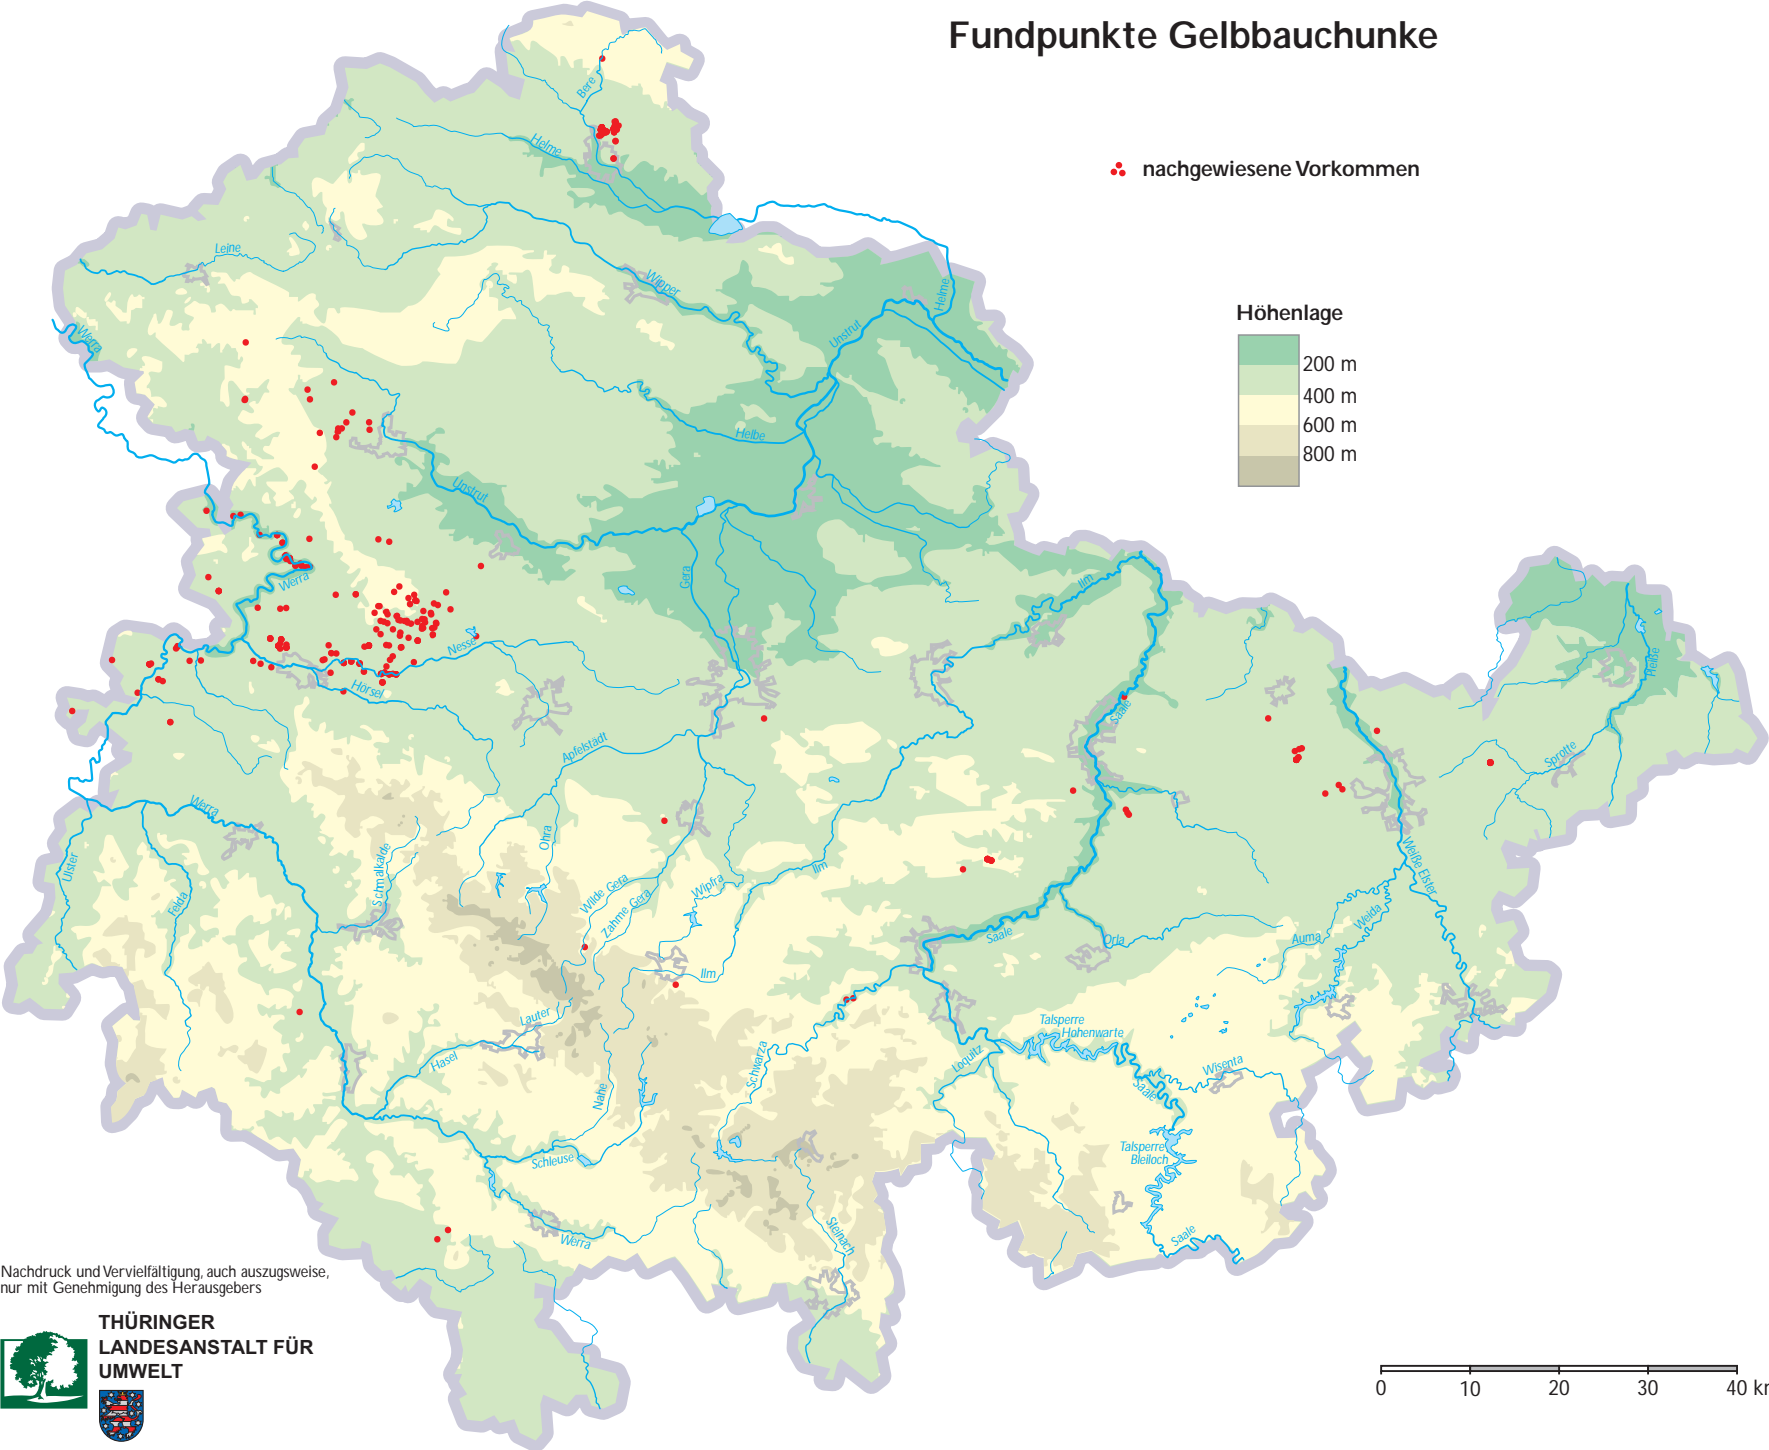 Fundpunkte Gelbbauchunke
nachgewiesene Vorkommen
Höhenlage
200 m
400 m
600 m
800 m
Bere
Helme
Leine
Wipper
Helme
Unstrut
Werra
Helbe
Unstrut
Gera
Ilm
Werra
Nesse
Hörsel
Saale
Pleiße
Sprotte
Apfelstädt
Werra
Ohra
Schmalkalde
Ulster
Felda
Wilde Gera
Zahme Gera
Wipfra
Ilm
Weiße Elster
Weida
Auma
Orla
Saale
Ilm
Lauter
Hasel
Nahe
Schwarza
Loquitz
Talsperre
Hohenwarte
Wisenta
Saale
Talsperre
Bleiloch
Schleuse
Werra
Steinach
Saale
Nachdruck und Vervielfältigung, auch auszugsweise,
nur mit Genehmigung des Herausgebers
THÜRINGER
LANDESANSTALT FÜR
UMWELT
0 10 20 30 40 kr